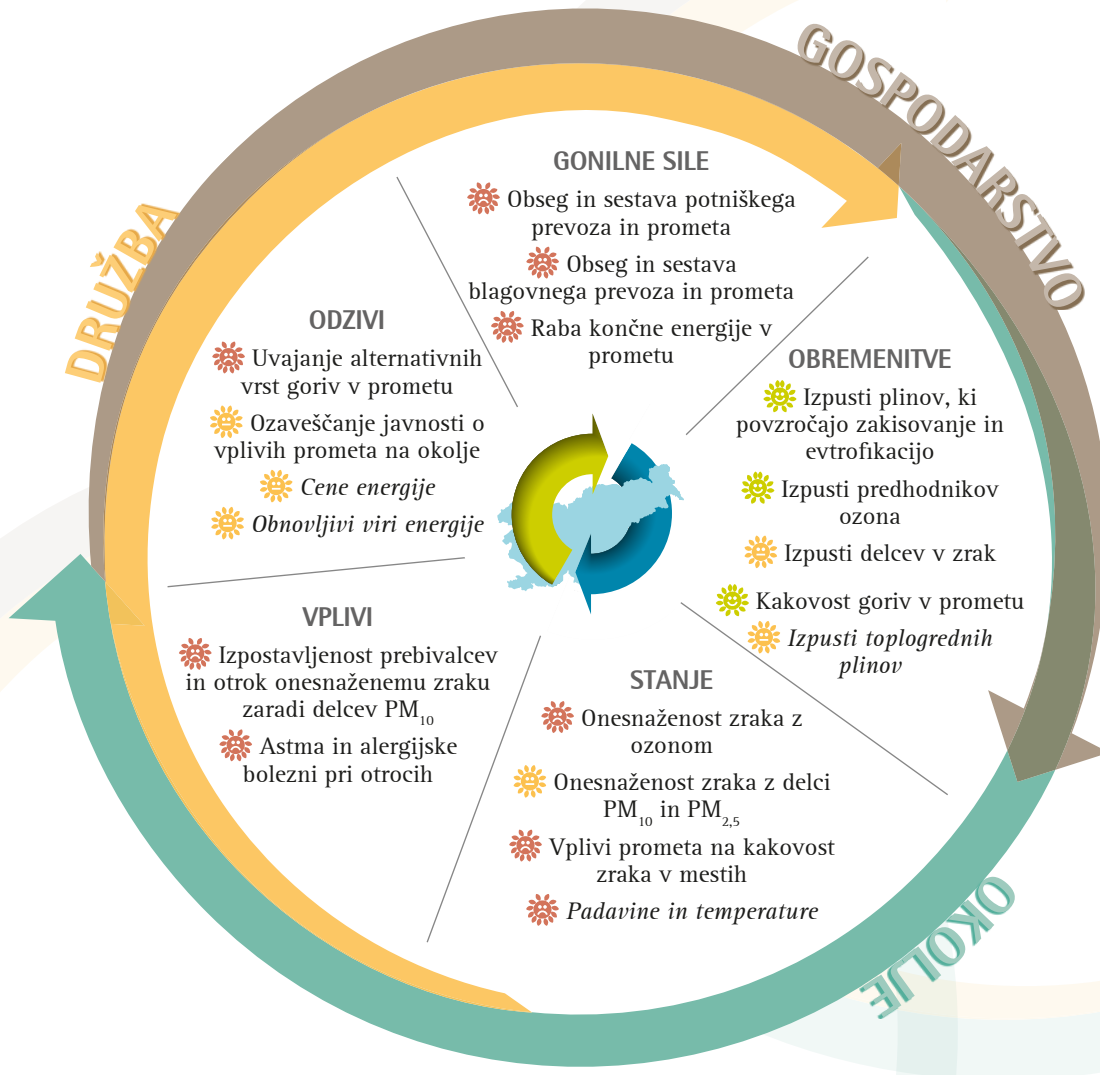 GOSPODARSTVO
DRUŽBA
GONILNE SILE
Obseg in sestava potniškega
prevoza in prometa
Obseg in sestava
blagovnega prevoza in prometa
Raba končne energije v
prometu
ODZIVI
Uvajanje alternativnih
vrst goriv v prometu
Ozaveščanje javnosti o
vplivih prometa na okolje
Cene energije
Obnovljivi viri energije
OBREMENITVE
Izpusti plinov, ki
povzročajo zakisovanje in
evtrofikacijo
Izpusti predhodnikov
ozona
Izpusti delcev v zrak
Kakovost goriv v prometu
Izpusti toplogrednih
plinov
VPLIVI
Izpostavljenost prebivalcev
in otrok onesnaženemu zraku
zaradi delcev PM₁₀
Astma in alergijske
bolezni pri otrocih
STANJE
Onesnaženost zraka z
ozonom
Onesnaženost zraka z delci
PM₁₀ in PM₂,₅
Vplivi prometa na kakovost
zraka v mestih
Padavine in temperature
OKOLJE